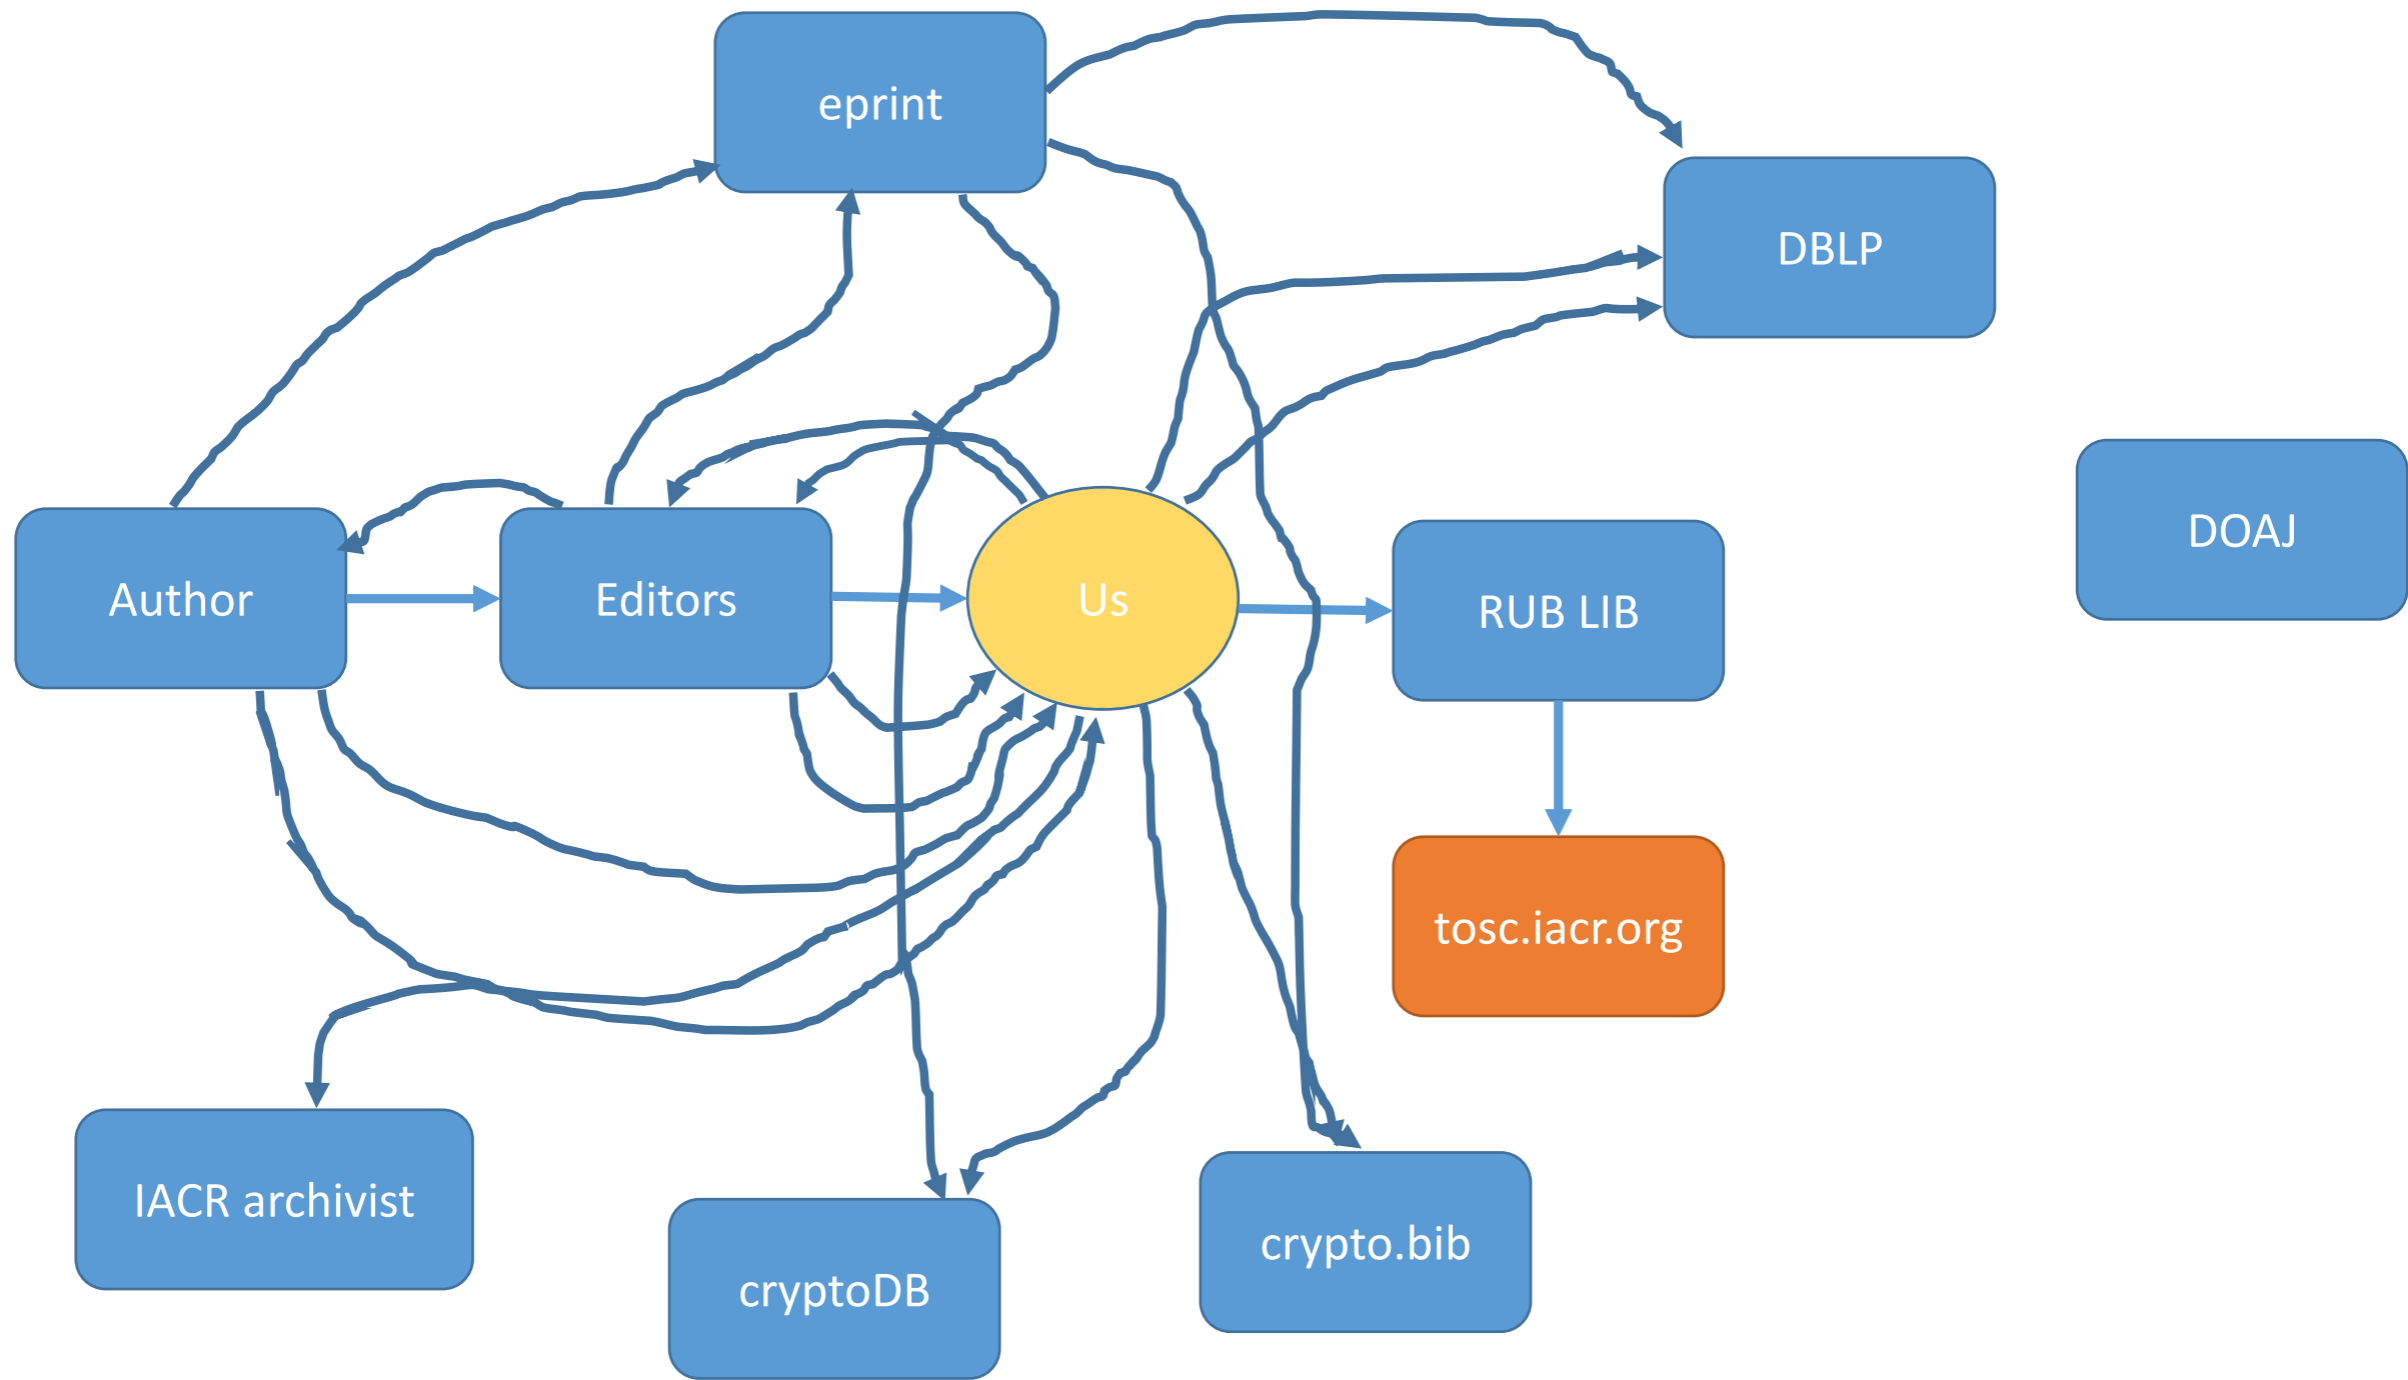 eprint
DBLP
DOAJ
Author
Editors
Us
RUB LIB
tosc.iacr.org
IACR archivist
cryptoDB
crypto.bib